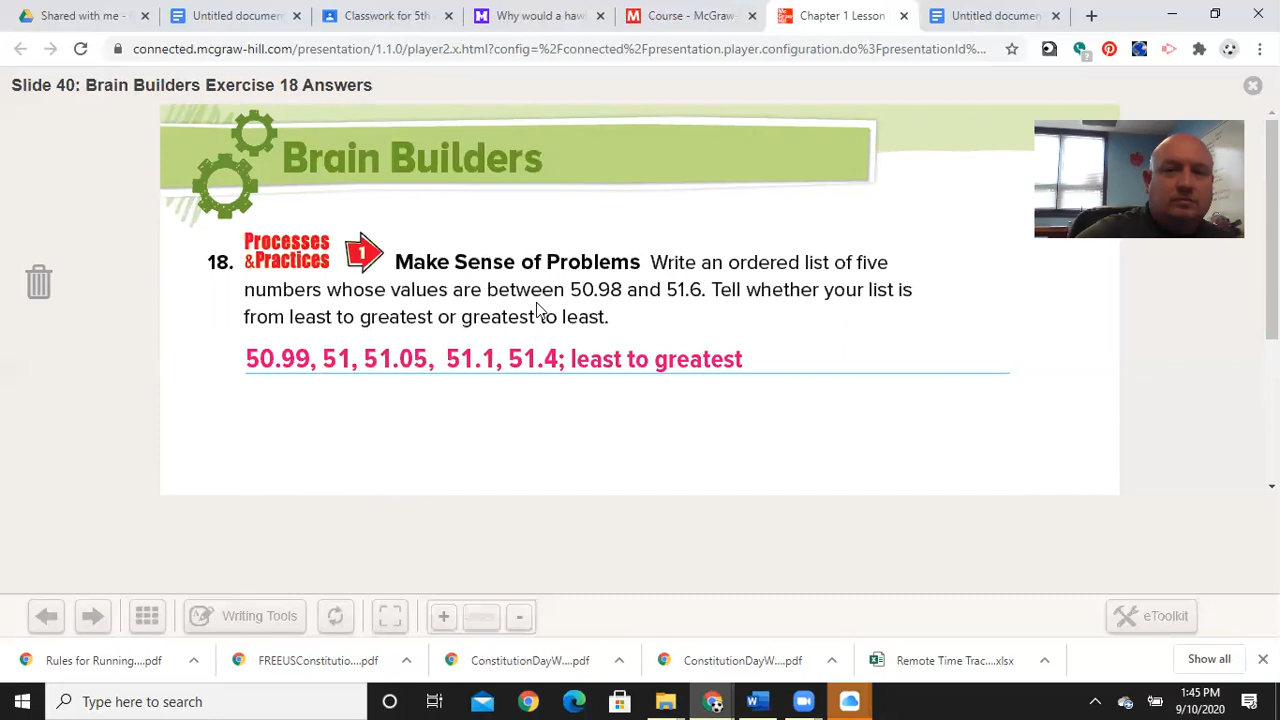 Shared with me -
Untitled documen
Classwork for 5th
Why would a haw
Course - McGraw
Chapter 1 Lesson
Untitled documen
connected.mcgraw-hill.com/presentation/1.1.0/player2.x.html?config=%2Fconnected%2Fpresentation.player.configuration.do%3FpresentationId%...
Slide 40: Brain Builders Exercise 18 Answers
Brain Builders
Processes
&Practices
1
18. Make Sense of Problems Write an ordered list of five
numbers whose values are between 50.98 and 51.6. Tell whether your list is
from least to greatest or greatest to least.
50.99, 51, 51.05, 51.1, 51.4; least to greatest
Writing Tools
+
-
eToolkit
Rules for Running....pdf
FREEUSConstitutio....pdf
ConstitutionDayW....pdf
ConstitutionDayW....pdf
Remote Time Trac....xlsx
Show all
Type here to search
1:45 PM
9/10/2020